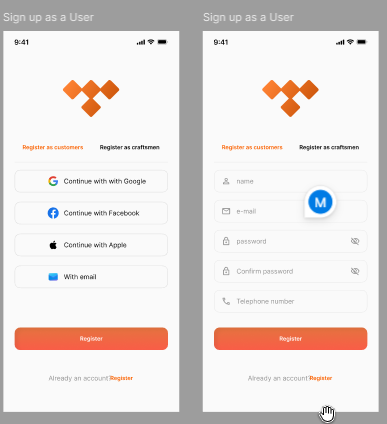 Sign up as a User
9:41
Register as customers Register as craftsmen
Continue with with Google
Continue with Facebook
Continue with Apple
With email
Register
Already an account?Register
Sign up as a User
9:41
Register as customers Register as craftsmen
name
e-mail
M
password
Confirm password
Telephone number
Register
Already an account?Register